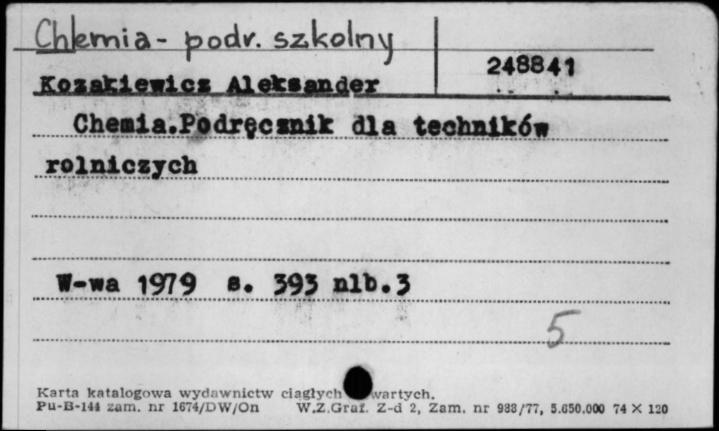 Chemia - podr. szkolny
248841
Kozakiewicz Aleksander
Chemia.Podręcznik dla techników
rolniczych
W-wa 1979 s. 393 nlb.3
5
Karta katalogowa wydawnictw ciągłych wartych.
Pu-B-144 zam. nr 1674/DW/On W.Z.Graf. Z-d 2, Zam. nr 988/77, 5.650.000 74 X 120